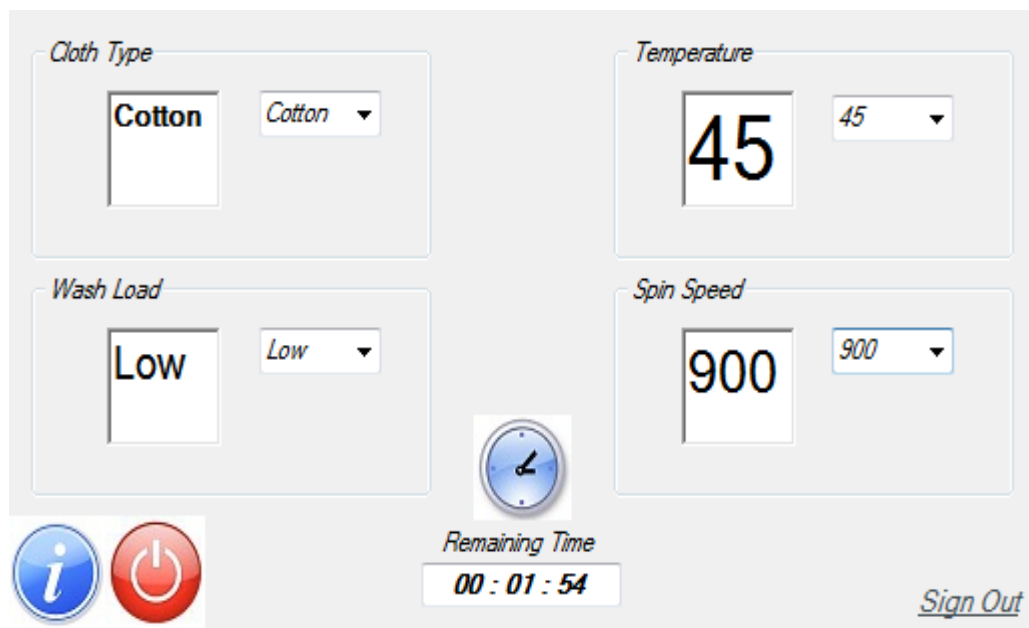 Cloth Type
Cotton
Cotton
Temperature
45
45
Wash Load
Low
Low
Spin Speed
900
900
i
Remaining Time
00 : 01 : 54
Sign Out